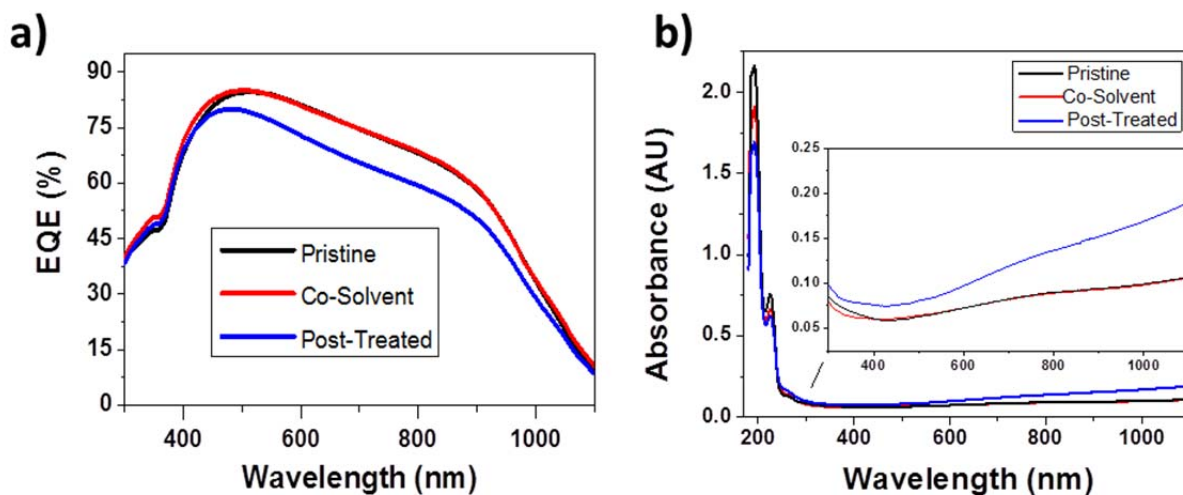 a)
EQE (%)
90
75
60
45
30
15
0
Pristine
Co-Solvent
Post-Treated
400
600
800
1000
Wavelength (nm)
b)
Absorbance (AU)
2.0
1.5
1.0
0.5
0.0
Pristine
Co-Solvent
Post-Treated
0.25
0.20
0.15
0.10
0.05
400
600
800
1000
200
400
600
800
1000
Wavelength (nm)